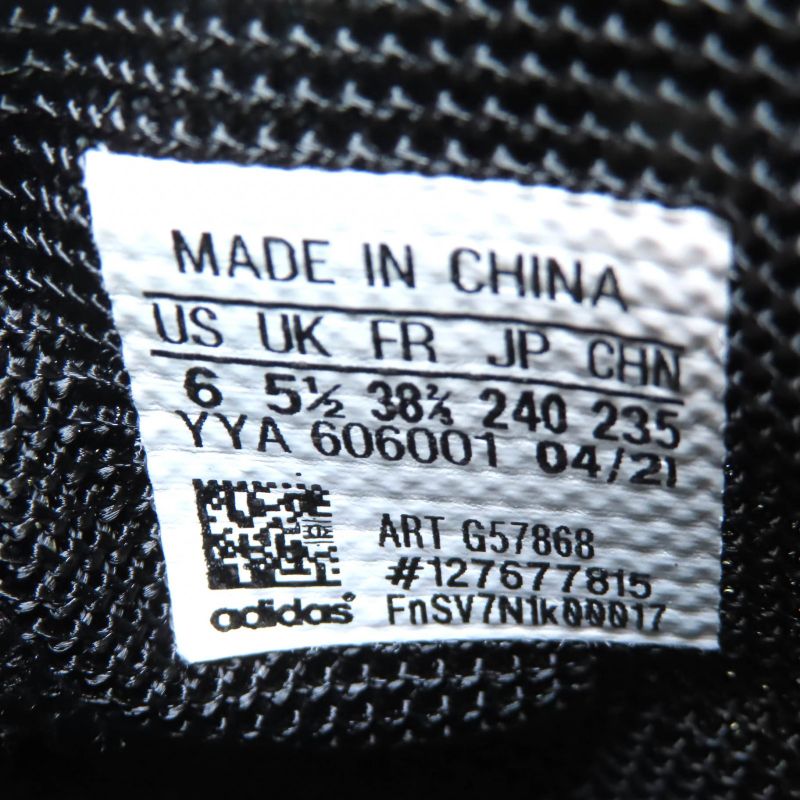 MADE IN CHINA
US UK FR JP CHN
6 5½ 38⅔ 240 235
YYA 606001 04/21
ART G57868
#127677815
adidas® FnSV7N1k00017